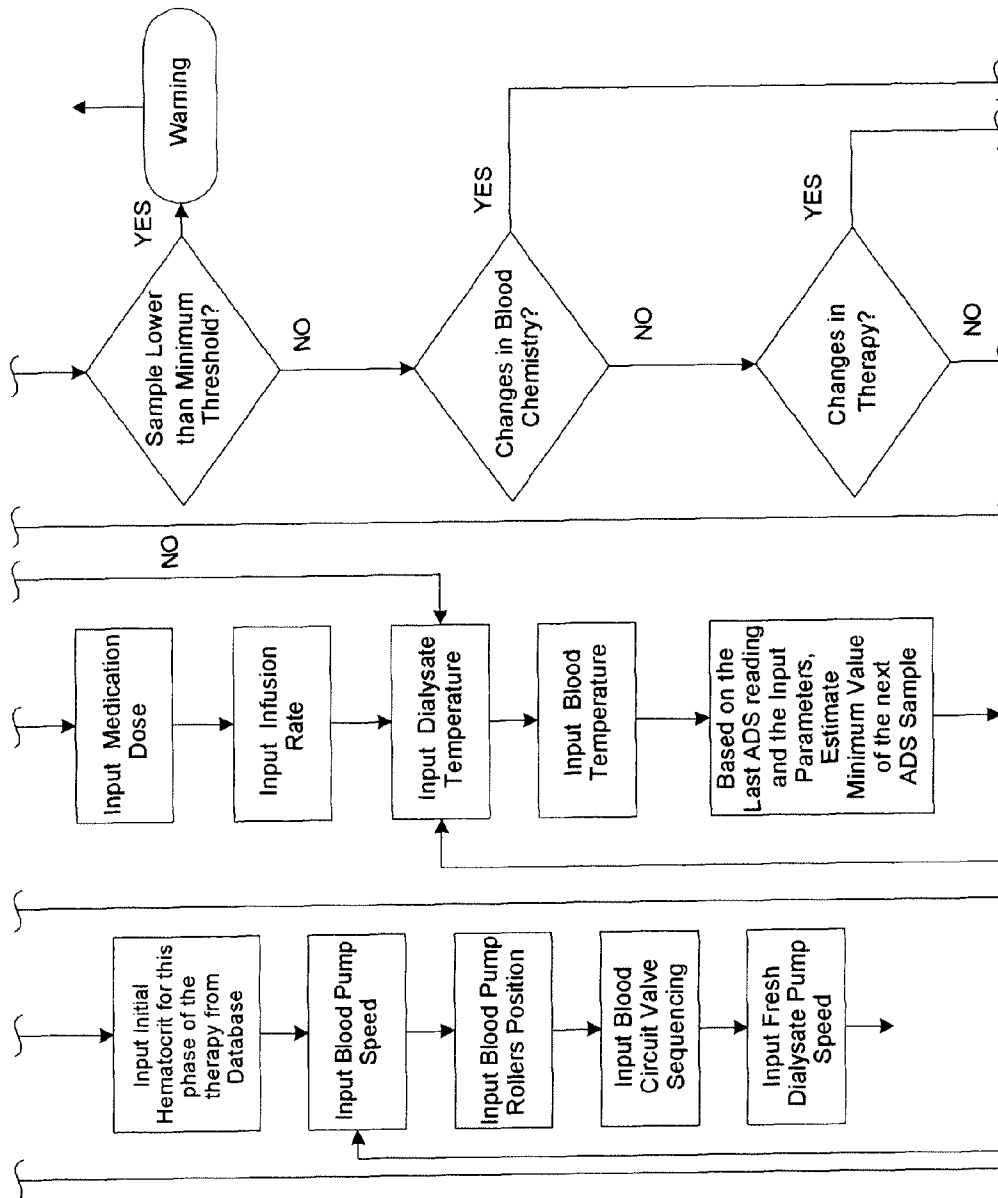 Input Initial
Hematocrit for this
phase of the
therapy from
Database
Input Blood Pump
Speed
Input Blood Pump
Rollers Position
Input Blood
Circuit Valve
Sequencing
Input Fresh
Dialysate Pump
Speed
Input Medication
Dose
Input Infusion
Rate
NO
Input Dialysate
Temperature
Input Blood
Temperature
Based on the
Last ADS reading
and the Input
Parameters,
Estimate
Minimum Value
of the next
ADS Sample
Sample Lower
than Minimum
Threshold?
YES
Warning
NO
Changes in Blood
Chemistry?
YES
NO
Changes in
Therapy?
YES
NO